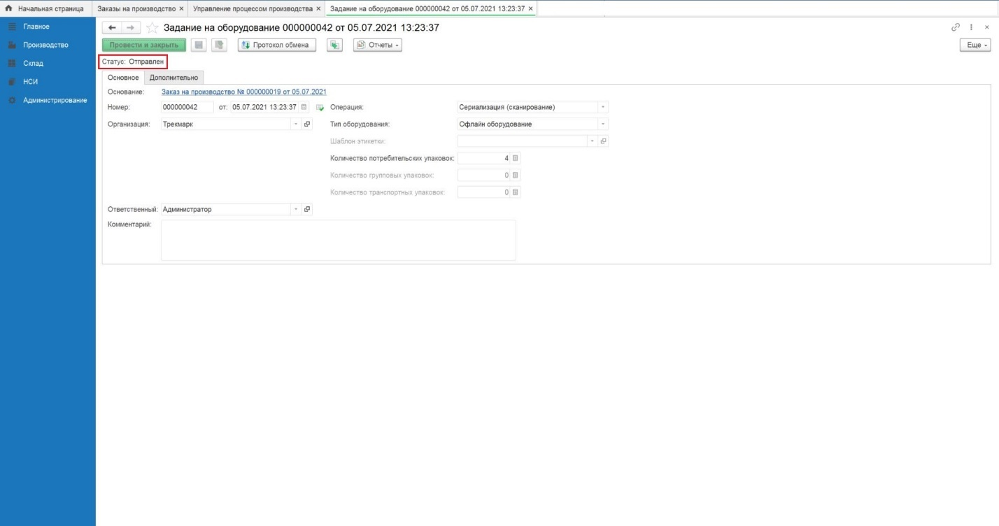 Начальная страница Заказы на производство × Управление процессом производства × Задание на оборудование 000000042 от 05.07.2021 13:23:37 ×
Главное
Производство
Склад
НСИ
Администрирование
Задание на оборудование 000000042 от 05.07.2021 13:23:37
Провести и закрыть Протокол обмена Отчеты Еще
Статус: Отправлен
Основное Дополнительно
Основание: Заказ на производство № 000000019 от 05.07.2021
Номер: 000000042 от: 05.07.2021 13:23:37 Операция: Сериализация (сканирование)
Организация: Трекмарк Тип оборудования: Офлайн оборудование
Шаблон этикетки:
Количество потребительских упаковок: 4
Количество групповых упаковок: 0
Количество транспортных упаковок: 0
Ответственный: Администратор
Комментарий: